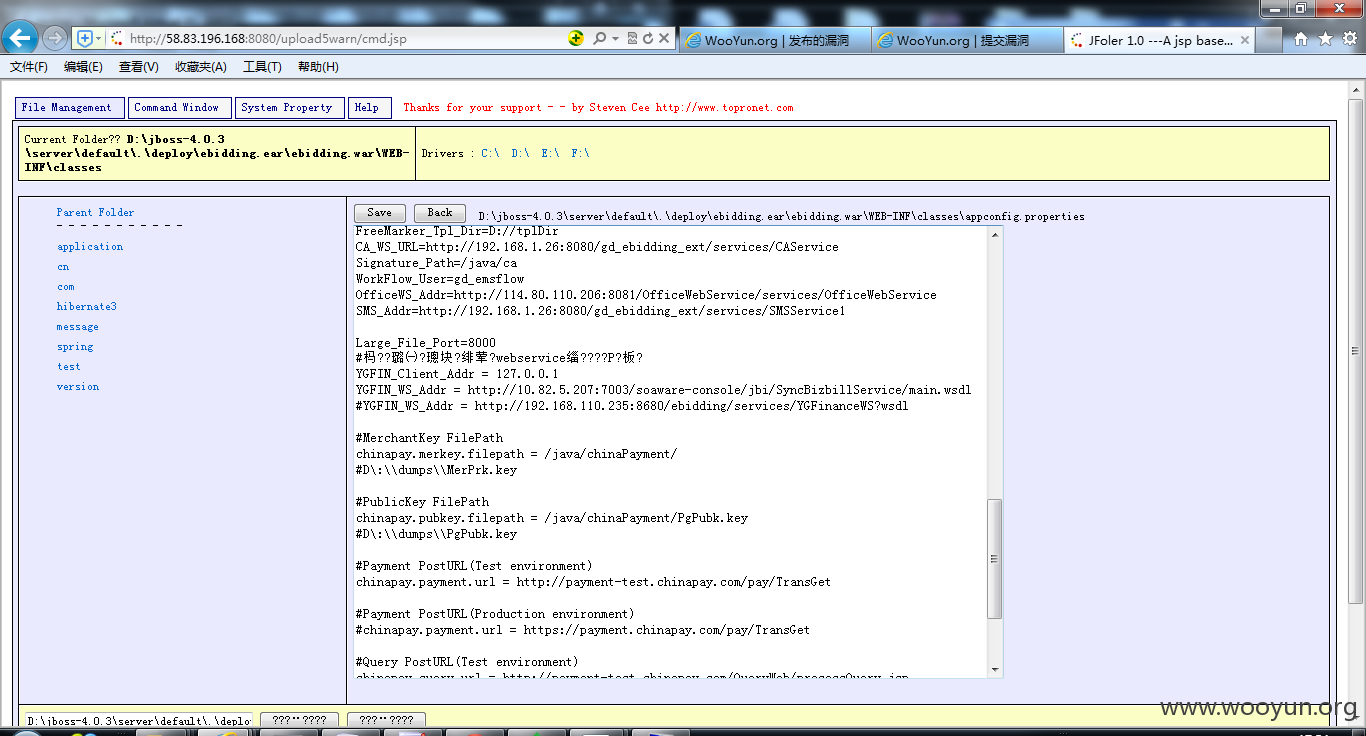 http://58.83.196.168:8080/upload5warn/cmd.jsp
WooYun.org | 发布的漏洞
WooYun.org | 提交漏洞
JFoler 1.0 ---A jsp base...
文件(F) 编辑(E) 查看(V) 收藏夹(A) 工具(T) 帮助(H)
File Management Command Window System Property Help Thanks for your support - - by Steven Cee http://www.topronet.com
Current Folder?? D:\jboss-4.0.3
\server\default\.\deploy\ebidding.ear\ebidding.war\WEB-
INF\classes
Drivers : C:\ D:\ E:\ F:\
Parent Folder
- - - - - - - - - - - -
application
cn
com
hibernate3
message
spring
test
version
Save Back D:\jboss-4.0.3\server\default\.\deploy\ebidding.ear\ebidding.war\WEB-INF\classes\appconfig.properties
FreeMarker_Tpl_Dir=D://tplDir
CA_WS_URL=http://192.168.1.26:8080/gd_ebidding_ext/services/CAService
Signature_Path=/java/ca
WorkFlow_User=gd_emsflow
OfficeWS_Addr=http://114.80.110.206:8081/OfficeWebService/services/OfficeWebService
SMS_Addr=http://192.168.1.26:8080/gd_ebidding_ext/services/SMSService1
Large_File_Port=8000
#杩??璐㈠?璁块?绯荤?webservice缁????P?板?
YGFIN_Client_Addr = 127.0.0.1
YGFIN_WS_Addr = http://10.82.5.207:7003/soaware-console/jbi/SyncBizbillService/main.wsdl
#YGFIN_WS_Addr = http://192.168.110.235:8680/ebidding/services/YGFinanceWS?wsdl
#MerchantKey FilePath
chinapay.merkey.filepath = /java/chinaPayment/
#D\:\\dumps\\MerPrk.key
#PublicKey FilePath
chinapay.pubkey.filepath = /java/chinaPayment/PgPubk.key
#D\:\\dumps\\PgPubk.key
#Payment PostURL(Test environment)
chinapay.payment.url = http://payment-test.chinapay.com/pay/TransGet
#Payment PostURL(Production environment)
#chinapay.payment.url = https://payment.chinapay.com/pay/TransGet
#Query PostURL(Test environment)
chinapay.query.url = http://payment-test.chinapay.com/QueryWeb/processQuery.jsp
D:\jboss-4.0.3\server\default\.\deplo
www.wooyun.org